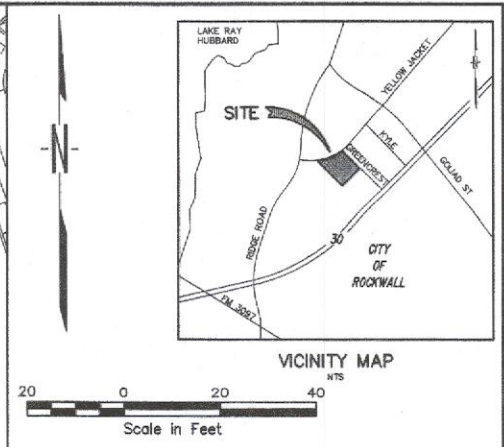 LAKE RAY
HUBBARD
YELLOW JACKET
SITE
KYLE
GREENCREST
GOLIAD ST
RIDGE ROAD
30
CITY
OF
ROCKWALL
FM 3097
N
VICINITY MAP
NTS
20 0 20 40
Scale in Feet